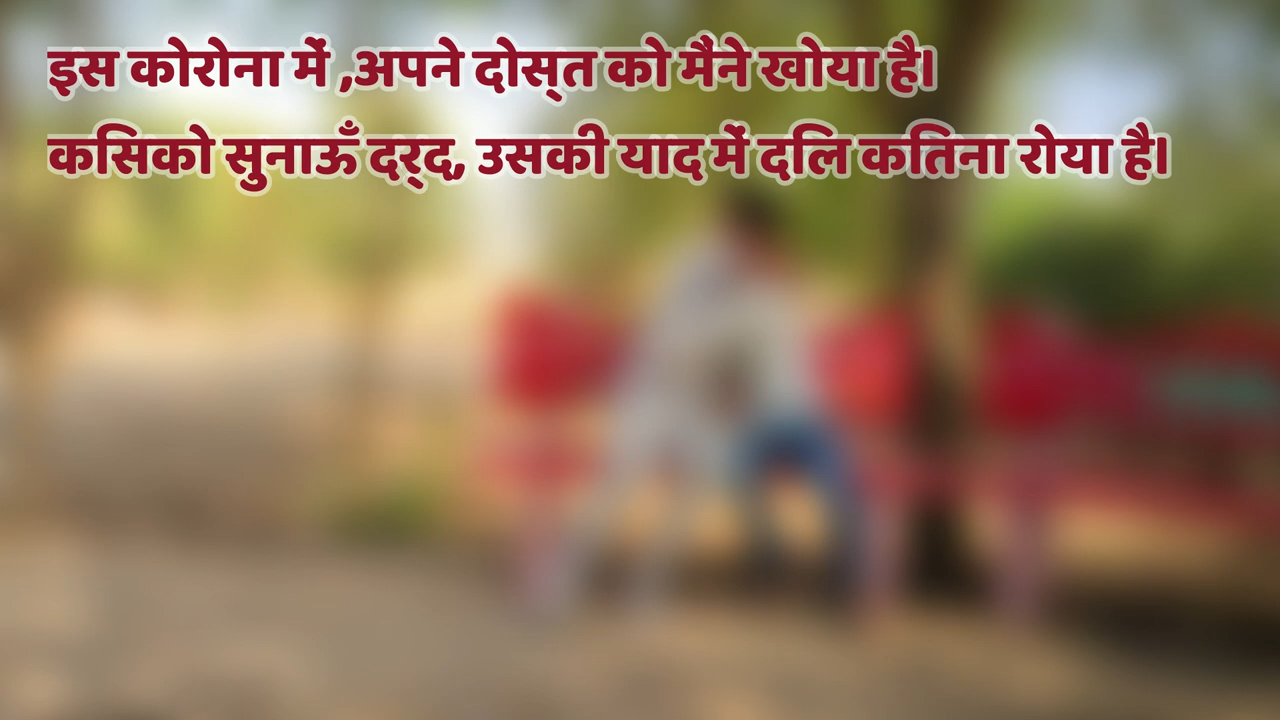 इस कोरोना में ,अपने दोस्‌त को मैंने खोया है।
कसिको सुनाऊँ दर्‌द, उसकी याद में दलि कतिना रोया है।